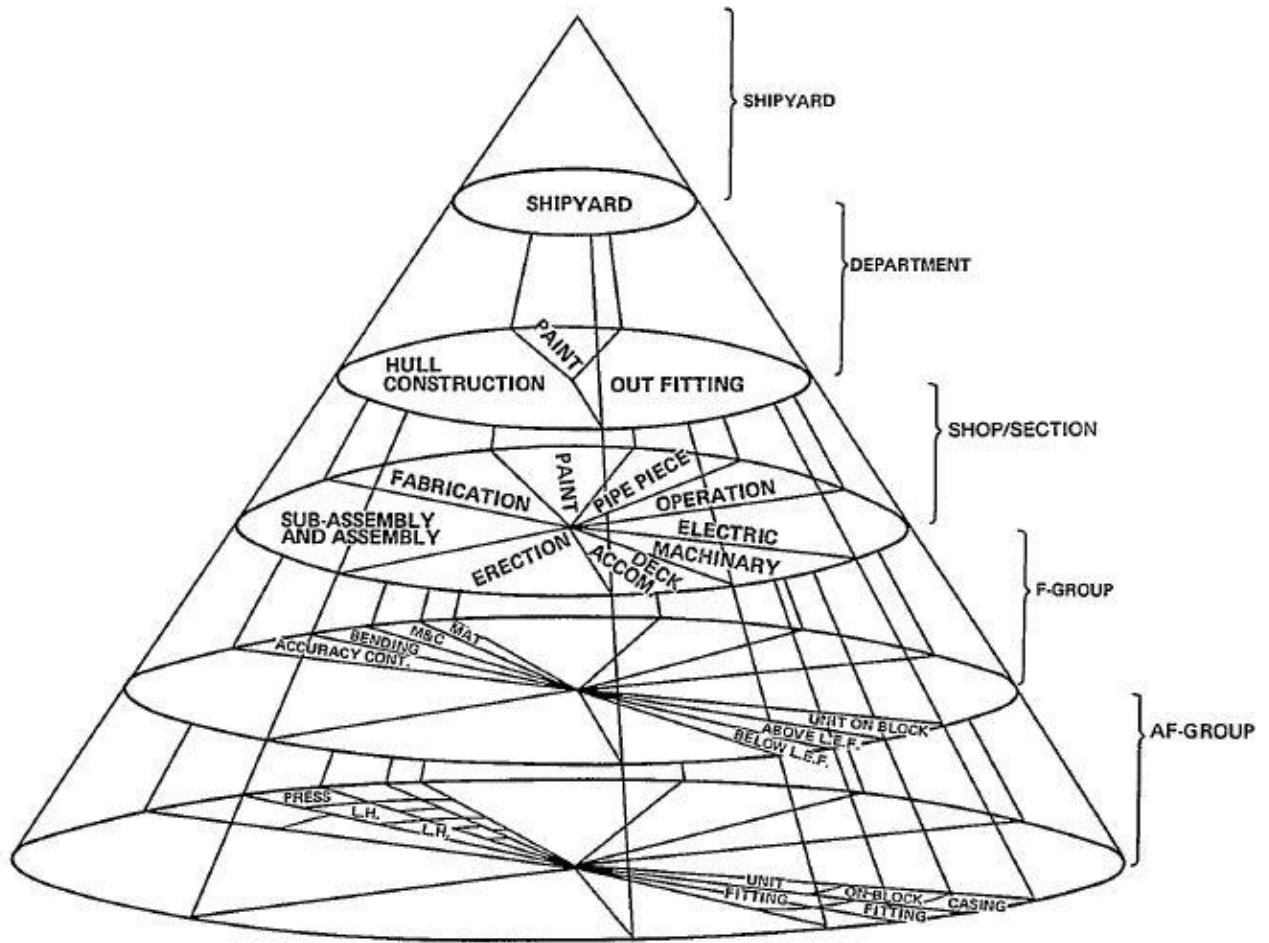 SHIPYARD
SHIPYARD
DEPARTMENT
PAINT
HULL
CONSTRUCTION
OUT FITTING
SHOP/SECTION
FABRICATION
PAINT
PIPE PIECE
OPERATION
SUB-ASSEMBLY
AND ASSEMBLY
ELECTRIC
MACHINARY
ERECTION
DECK
ACCOM.
F-GROUP
MAT
M&C
BENDING
ACCURACY CONT.
UNIT ON BLOCK
ABOVE L.E.F.
BELOW L.E.F.
AF-GROUP
PRESS
L.H.
L.H.
UNIT
FITTING
ON-BLOCK
FITTING
CASING